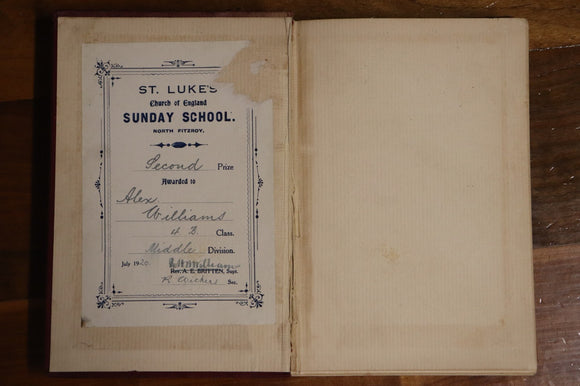 ST. LUKE'S
Church of England
SUNDAY SCHOOL.
NORTH FITZROY.
Second Prize
Awarded to
Alex
Williams
4 B. Class.
Middle Division.
July 1920.
Rev. A. E. BRITTEN, Supt.
R Archer Sec.